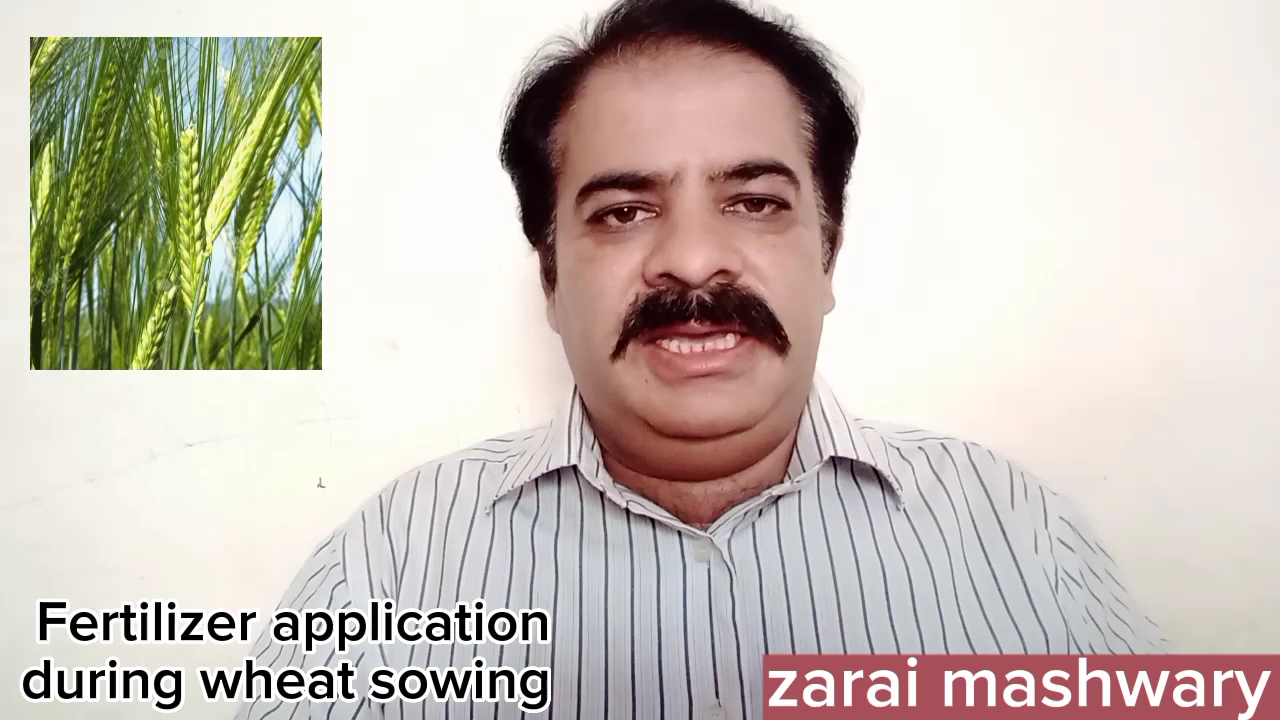 Fertilizer application
during wheat sowing
zarai mashwary